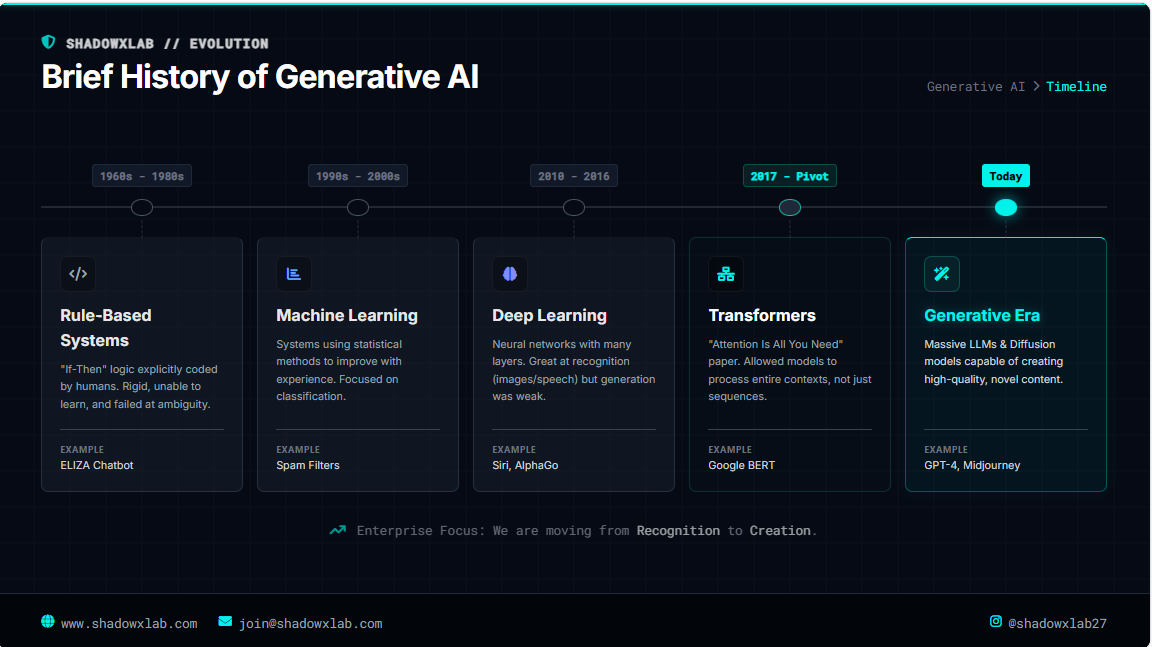 SHADOWXLAB // EVOLUTION
Brief History of Generative AI
Generative AI > Timeline
1960s - 1980s
1990s - 2000s
2010 - 2016
2017 - Pivot
Today
</>
Rule-Based
Systems
"If-Then" logic explicitly coded
by humans. Rigid, unable to
learn, and failed at ambiguity.
EXAMPLE
ELIZA Chatbot
Machine Learning
Systems using statistical
methods to improve with
experience. Focused on
classification.
EXAMPLE
Spam Filters
Deep Learning
Neural networks with many
layers. Great at recognition
(images/speech) but generation
was weak.
EXAMPLE
Siri, AlphaGo
Transformers
"Attention Is All You Need"
paper. Allowed models to
process entire contexts, not just
sequences.
EXAMPLE
Google BERT
Generative Era
Massive LLMs & Diffusion
models capable of creating
high-quality, novel content.
EXAMPLE
GPT-4, Midjourney
Enterprise Focus: We are moving from Recognition to Creation.
www.shadowxlab.com
join@shadowxlab.com
@shadowxlab27